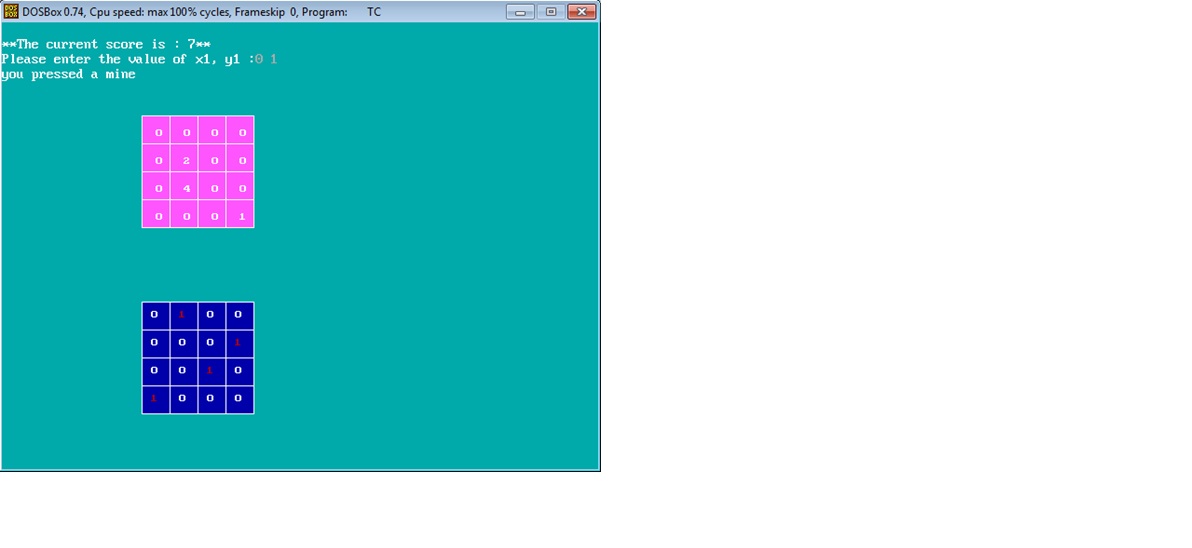 DOSBox 0.74, Cpu speed: max 100% cycles, Frameskip 0, Program: TC
**The current score is : 7**
Please enter the value of x1, y1 :0 1
you pressed a mine
0 0 0 0
0 2 0 0
0 4 0 0
0 0 0 1
0 1 0 0
0 0 0 1
0 0 1 0
1 0 0 0